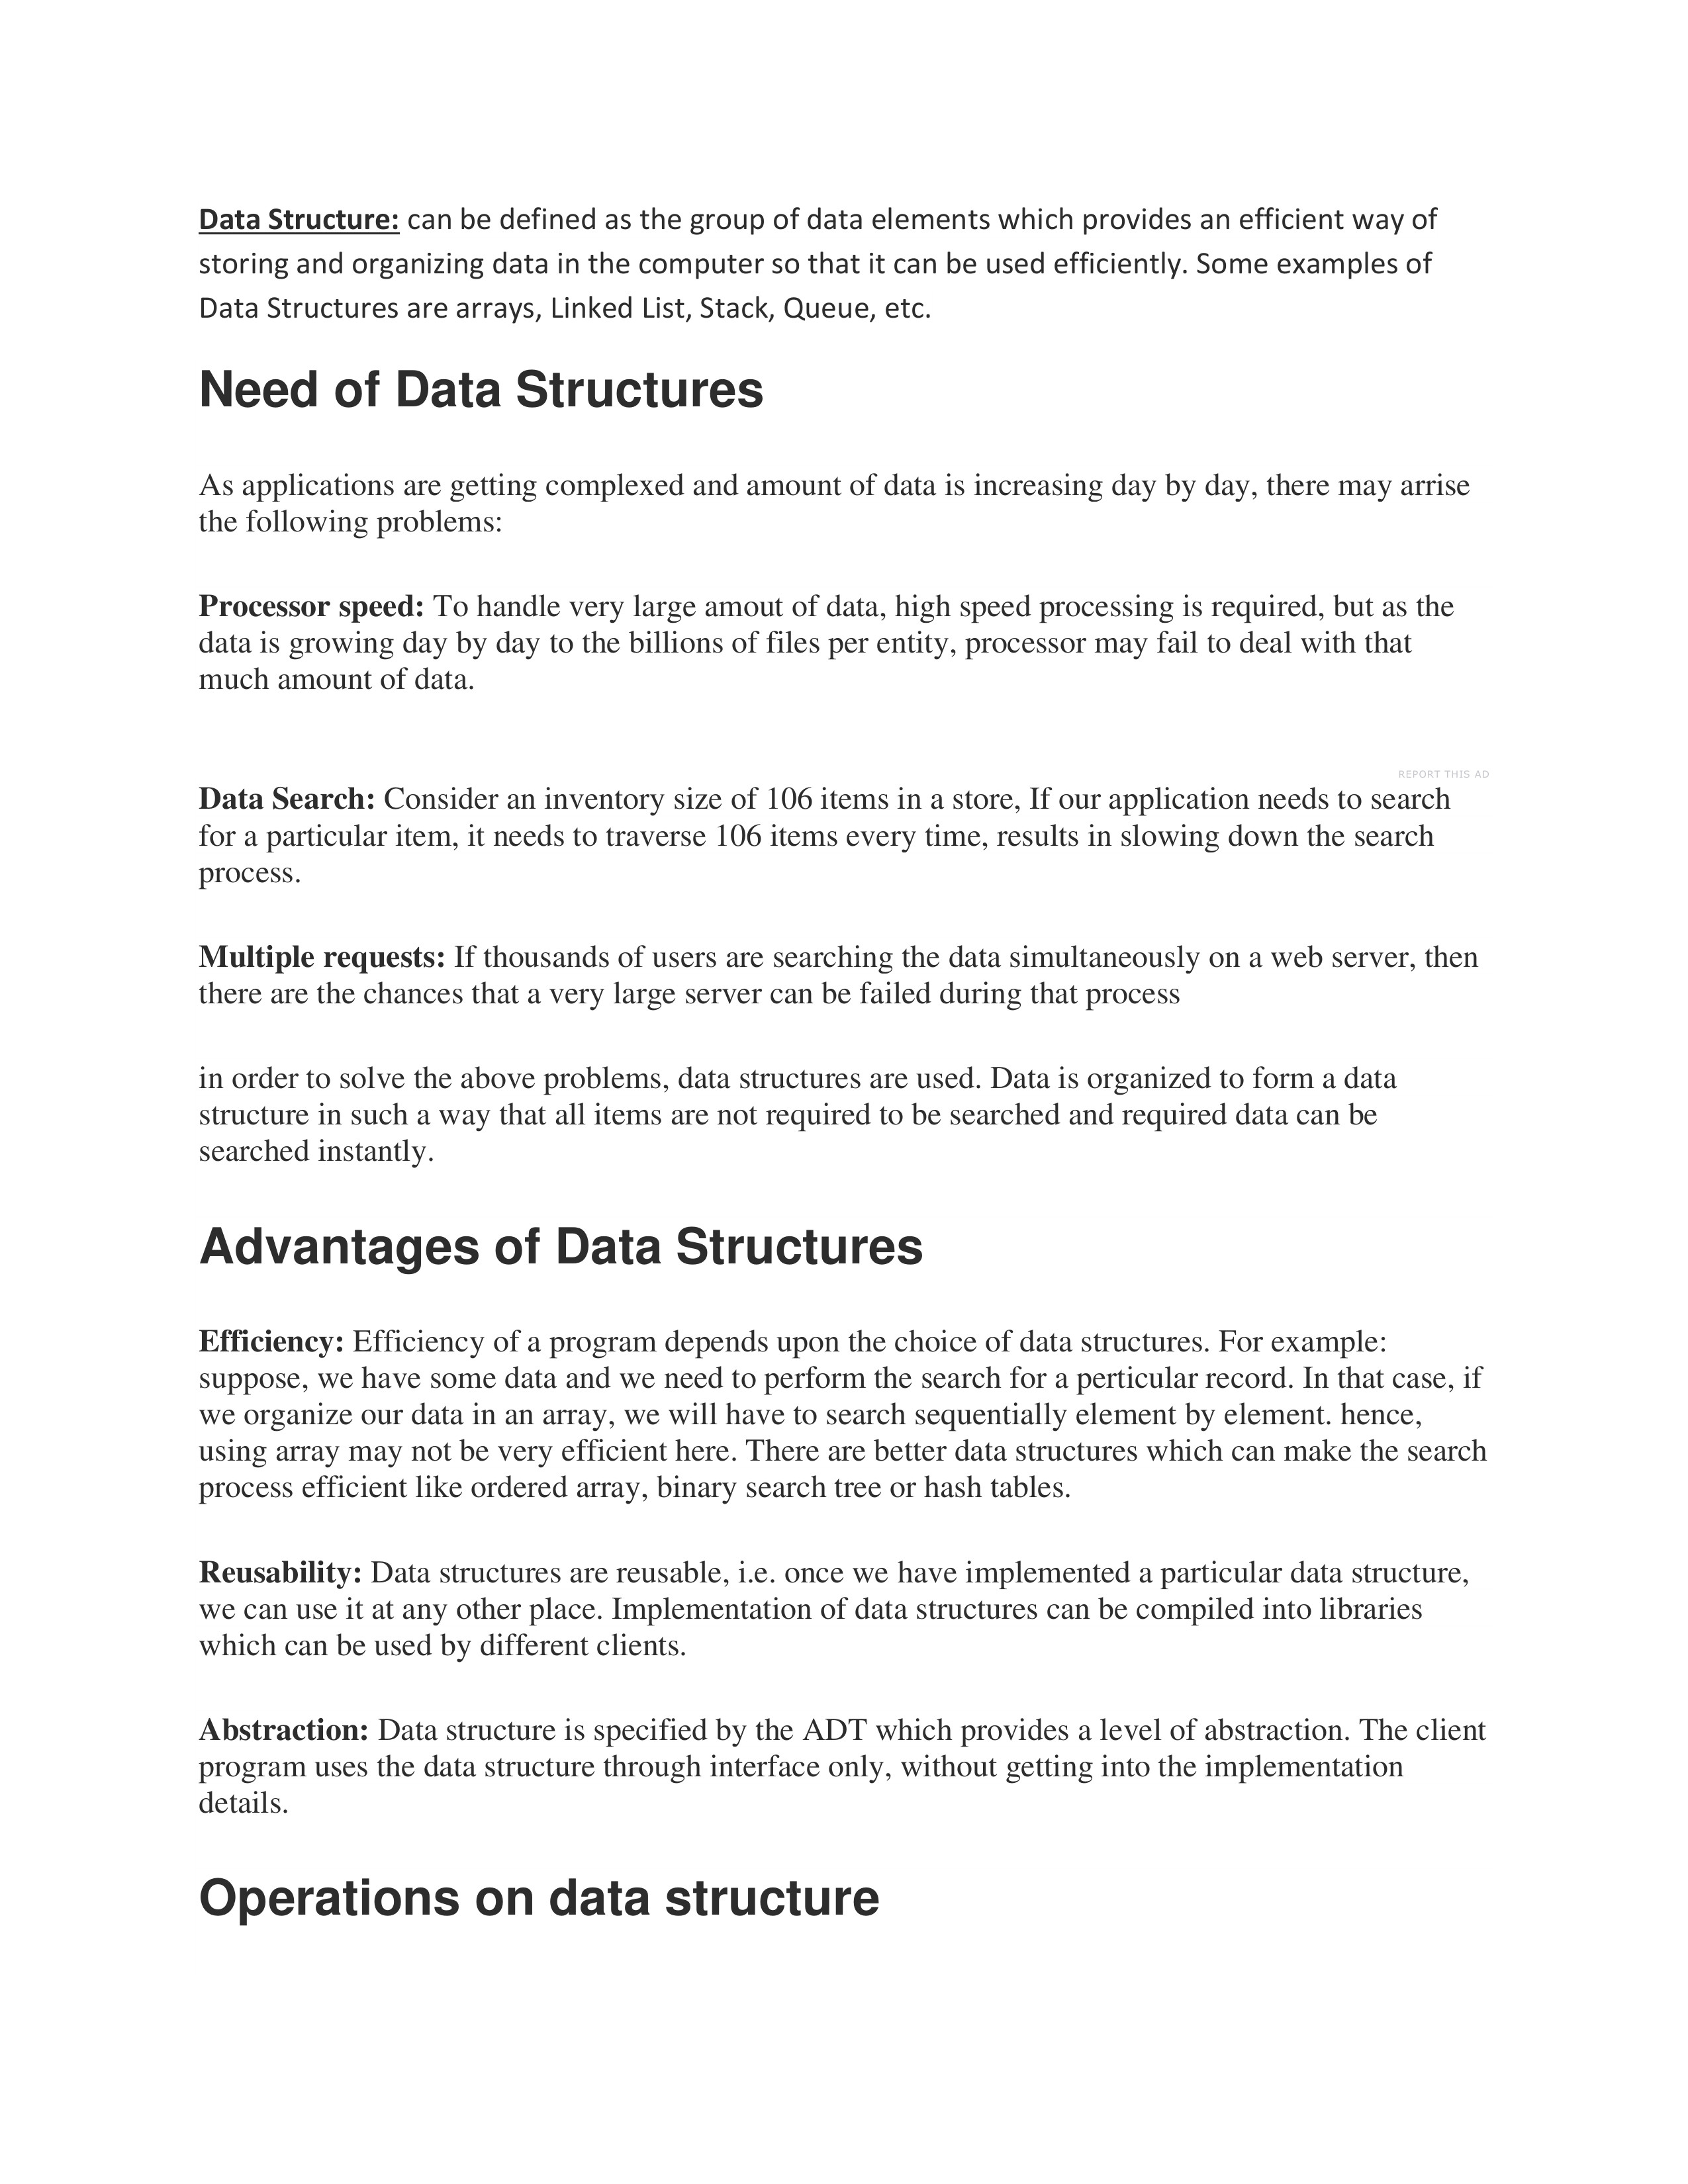 Data Structure: can be defined as the group of data elements which provides an efficient way of
storing and organizing data in the computer so that it can be used efficiently. Some examples of
Data Structures are arrays, Linked List, Stack, Queue, etc.
Need of Data Structures
As applications are getting complexed and amount of data is increasing day by day, there may arrise
the following problems:
Processor speed: To handle very large amout of data, high speed processing is required, but as the
data is growing day by day to the billions of files per entity, processor may fail to deal with that
much amount of data.
REPORT THIS AD
Data Search: Consider an inventory size of 106 items in a store, If our application needs to search
for a particular item, it needs to traverse 106 items every time, results in slowing down the search
process.
Multiple requests: If thousands of users are searching the data simultaneously on a web server, then
there are the chances that a very large server can be failed during that process
in order to solve the above problems, data structures are used. Data is organized to form a data
structure in such a way that all items are not required to be searched and required data can be
searched instantly.
Advantages of Data Structures
Efficiency: Efficiency of a program depends upon the choice of data structures. For example:
suppose, we have some data and we need to perform the search for a perticular record. In that case, if
we organize our data in an array, we will have to search sequentially element by element. hence,
using array may not be very efficient here. There are better data structures which can make the search
process efficient like ordered array, binary search tree or hash tables.
Reusability: Data structures are reusable, i.e. once we have implemented a particular data structure,
we can use it at any other place. Implementation of data structures can be compiled into libraries
which can be used by different clients.
Abstraction: Data structure is specified by the ADT which provides a level of abstraction. The client
program uses the data structure through interface only, without getting into the implementation
details.
Operations on data structure